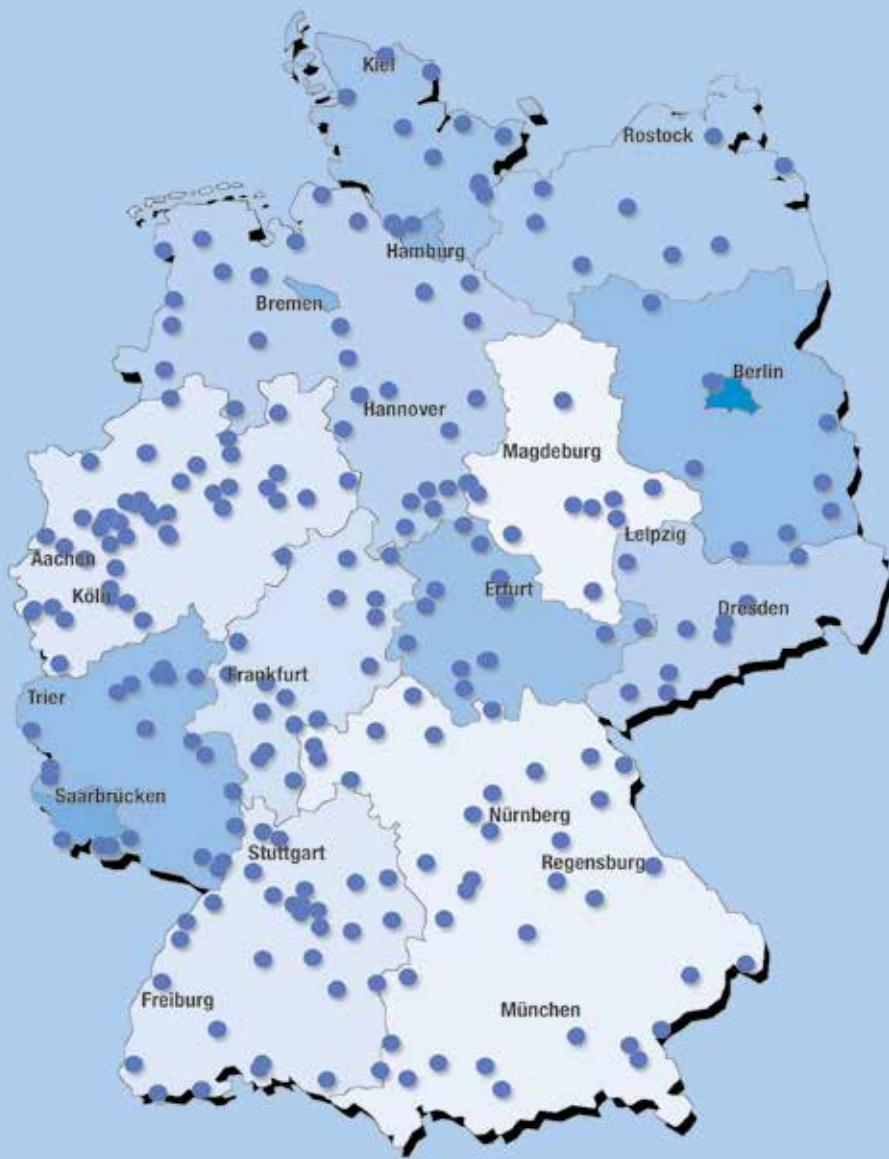 Kiel
Rostock
Hamburg
Bremen
Berlin
Hannover
Magdeburg
Leipzig
Aachen
Köln
Erfurt
Dresden
Frankfurt
Trier
Saarbrücken
Nürnberg
Stuttgart
Regensburg
Freiburg
München